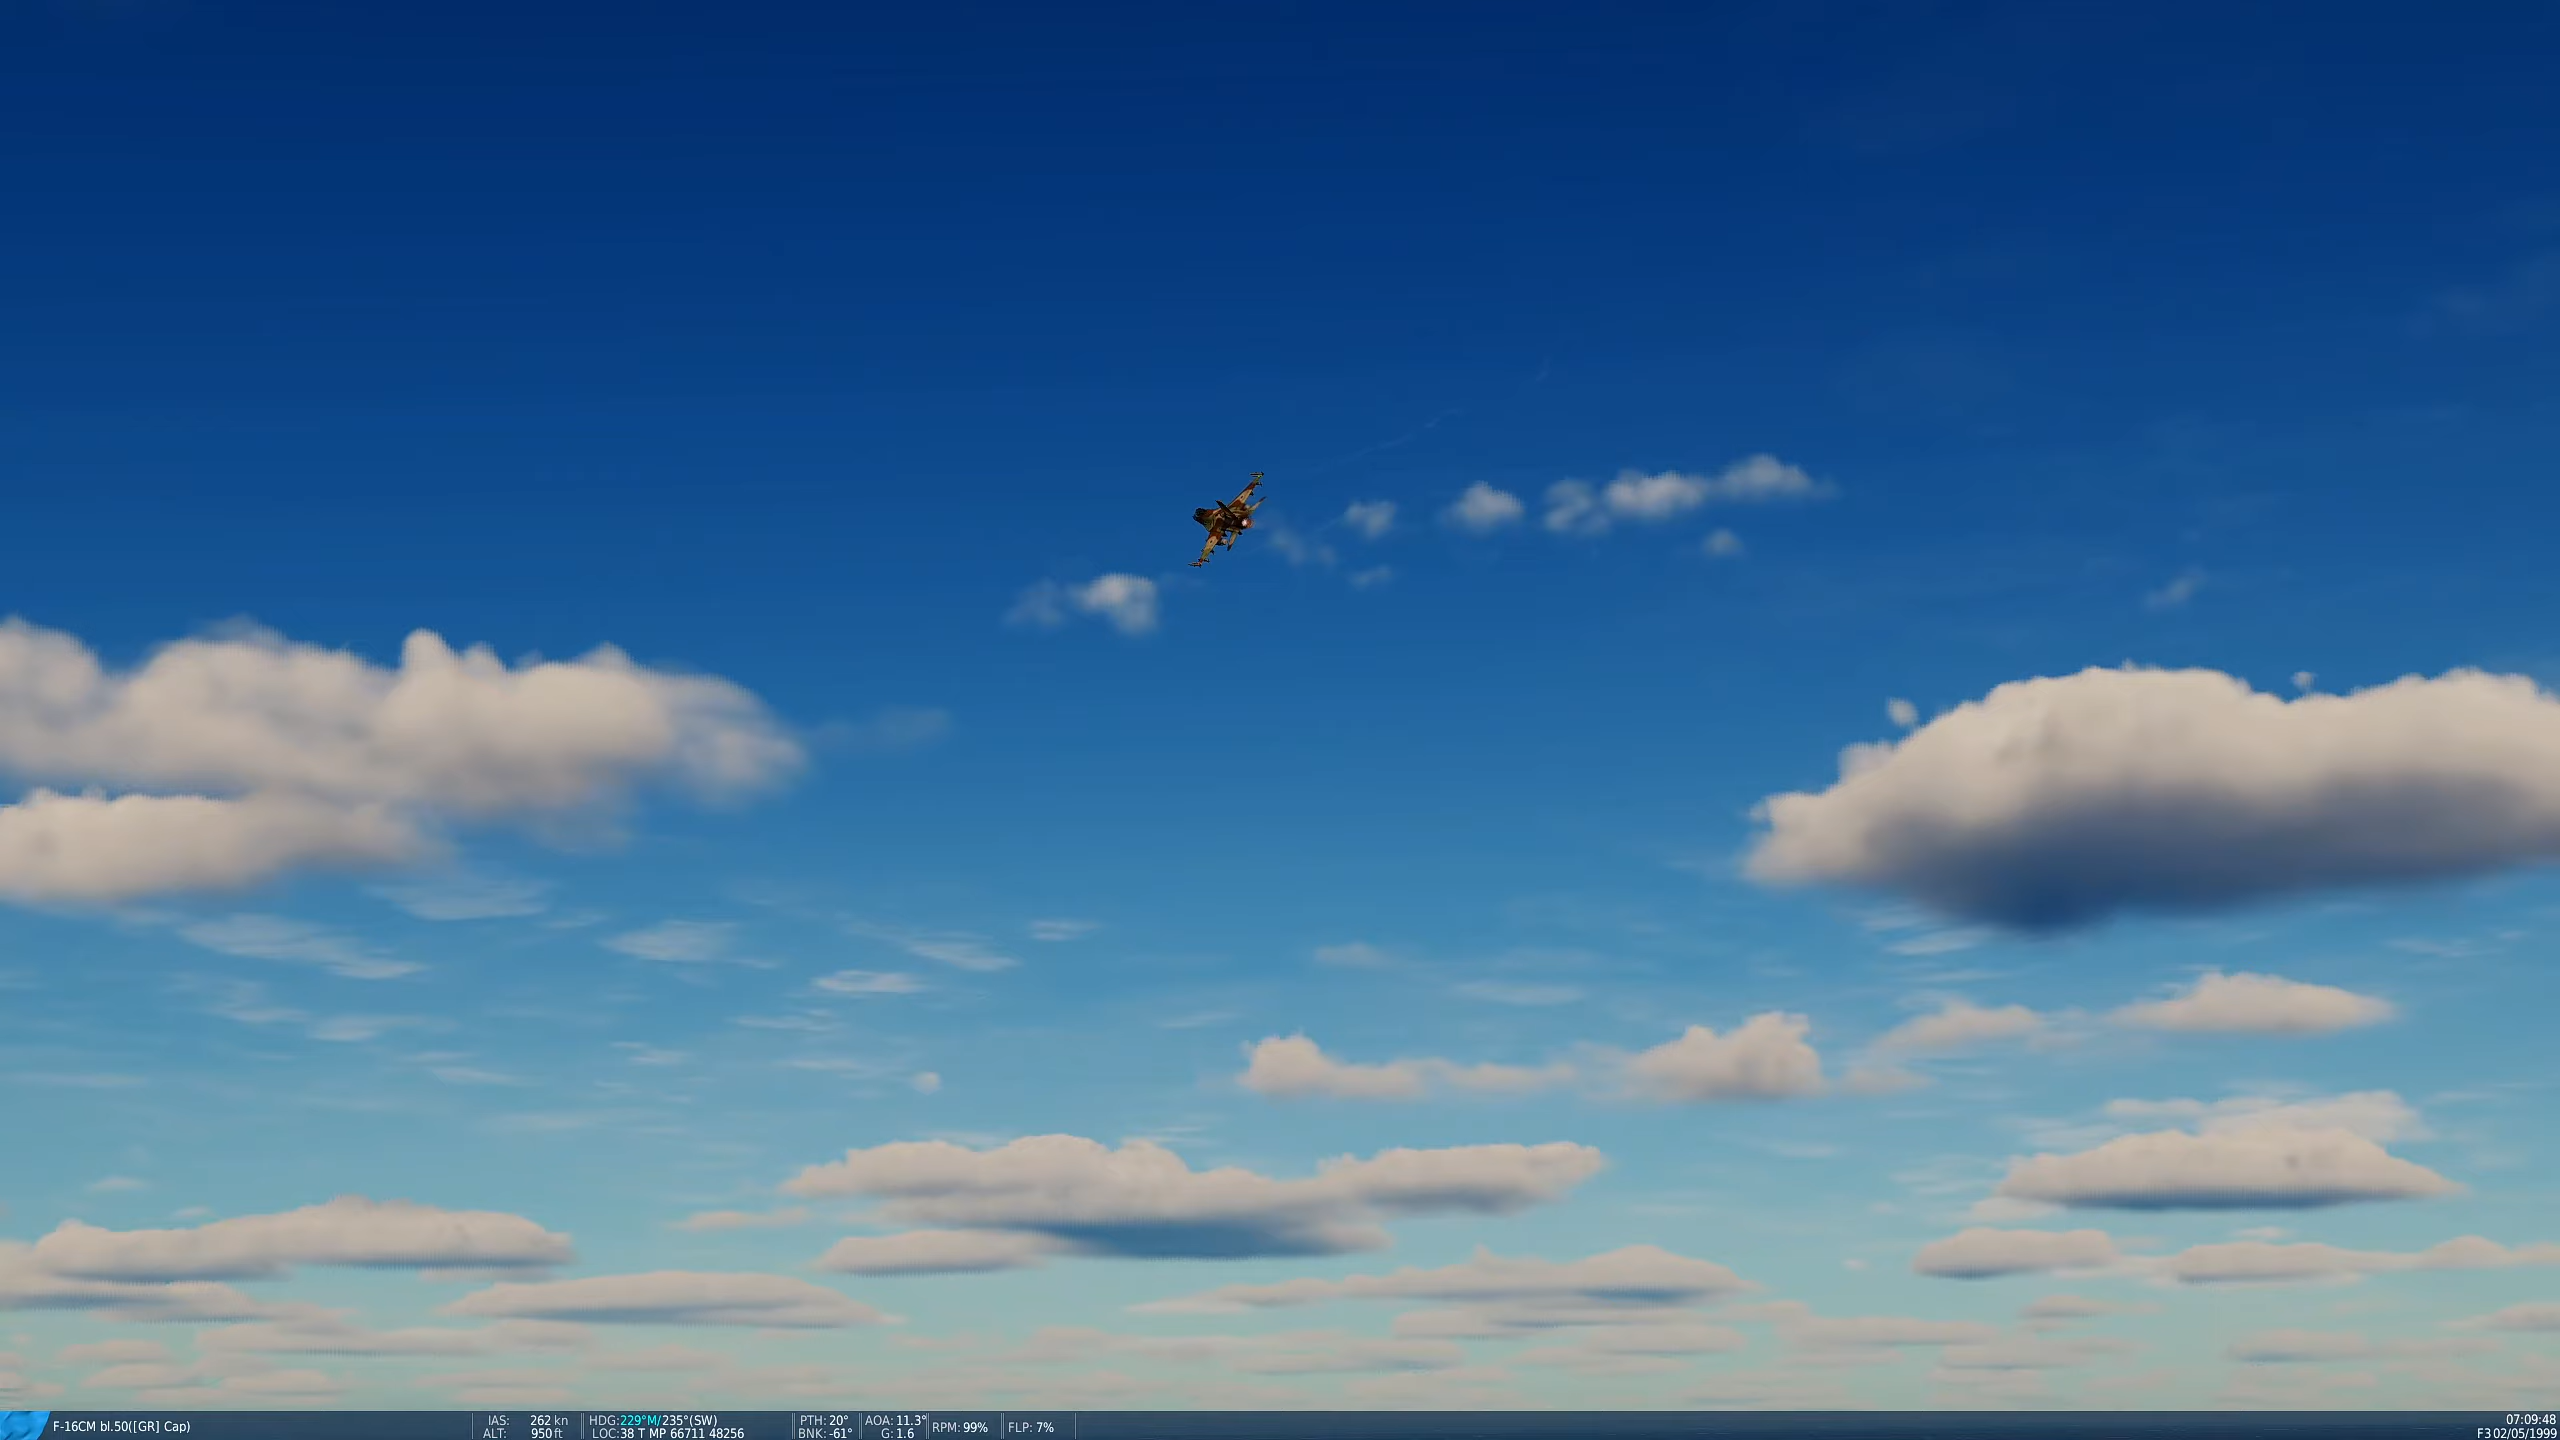 F-16CM bl.50([GR] Cap)
IAS: 262 kn
ALT: 950 ft
HDG:229°M/235°(SW)
LOC:38 T MP 66711 48256
PTH: 20°
BNK: -61°
AOA: 11.3°
G: 1.6
RPM: 99%
FLP: 7%
07:09:48
F3 02/05/1999